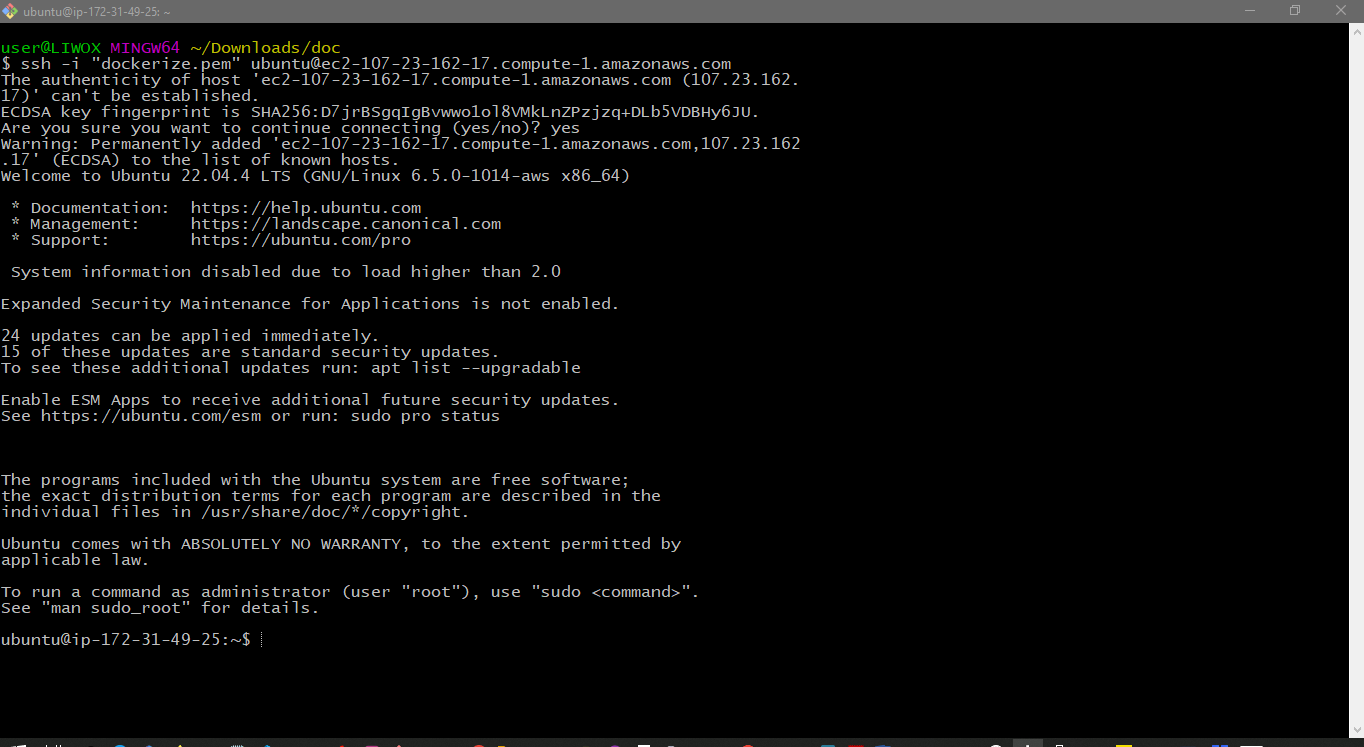 ubuntu@ip-172-31-49-25: ~
user@LIWOX MINGW64 ~/Downloads/doc
$ ssh -i "dockerize.pem" ubuntu@ec2-107-23-162-17.compute-1.amazonaws.com
The authenticity of host 'ec2-107-23-162-17.compute-1.amazonaws.com (107.23.162.
17)' can't be established.
ECDSA key fingerprint is SHA256:D7jrBSgqIgBvwwo1ol8VMkLnZPzjzq+DLb5VDBHy6JU.
Are you sure you want to continue connecting (yes/no)? yes
Warning: Permanently added 'ec2-107-23-162-17.compute-1.amazonaws.com,107.23.162
.17' (ECDSA) to the list of known hosts.
Welcome to Ubuntu 22.04.4 LTS (GNU/Linux 6.5.0-1014-aws x86_64)
 * Documentation:  https://help.ubuntu.com
 * Management:     https://landscape.canonical.com
 * Support:        https://ubuntu.com/pro
 System information disabled due to load higher than 2.0
Expanded Security Maintenance for Applications is not enabled.
24 updates can be applied immediately.
15 of these updates are standard security updates.
To see these additional updates run: apt list --upgradable
Enable ESM Apps to receive additional future security updates.
See https://ubuntu.com/esm or run: sudo pro status
The programs included with the Ubuntu system are free software;
the exact distribution terms for each program are described in the
individual files in /usr/share/doc/*/copyright.
Ubuntu comes with ABSOLUTELY NO WARRANTY, to the extent permitted by
applicable law.
To run a command as administrator (user "root"), use "sudo <command>".
See "man sudo_root" for details.
ubuntu@ip-172-31-49-25:~$